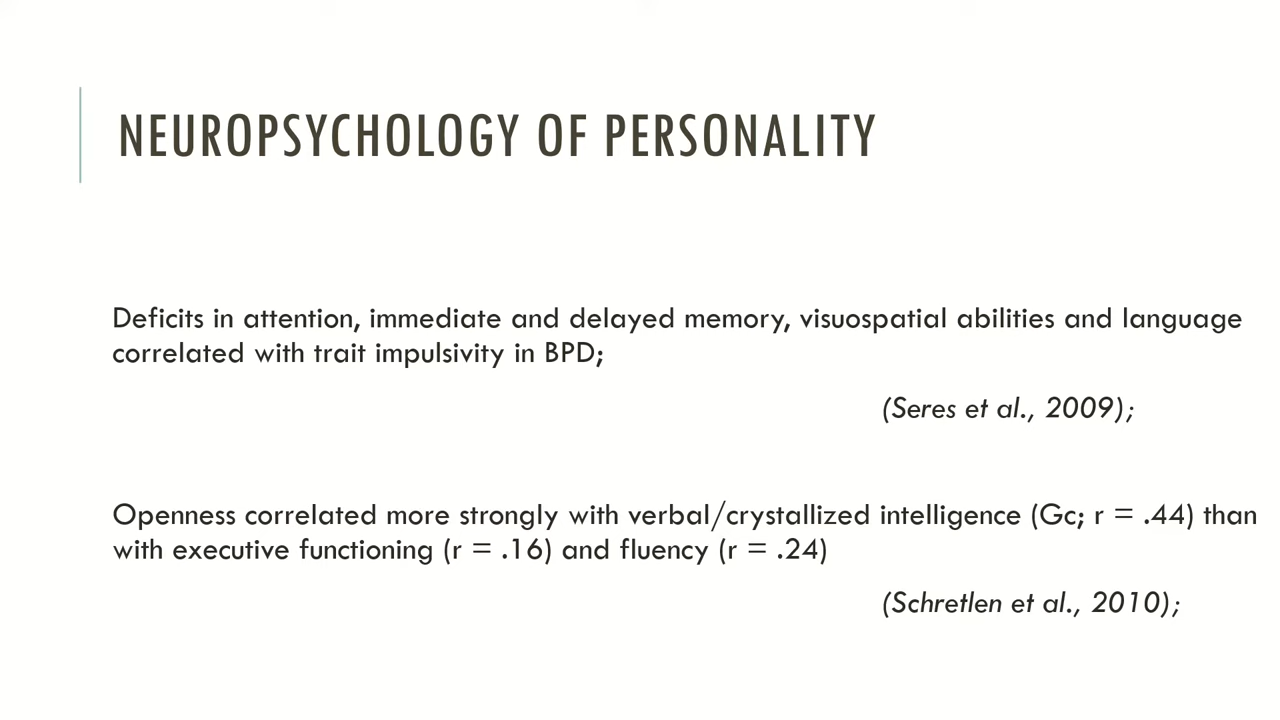 NEUROPSYCHOLOGY OF PERSONALITY
Deficits in attention, immediate and delayed memory, visuospatial abilities and language
correlated with trait impulsivity in BPD;
(Seres et al., 2009);
Openness correlated more strongly with verbal/crystallized intelligence (Gc; r = .44) than
with executive functioning (r = .16) and fluency (r = .24)
(Schretlen et al., 2010);